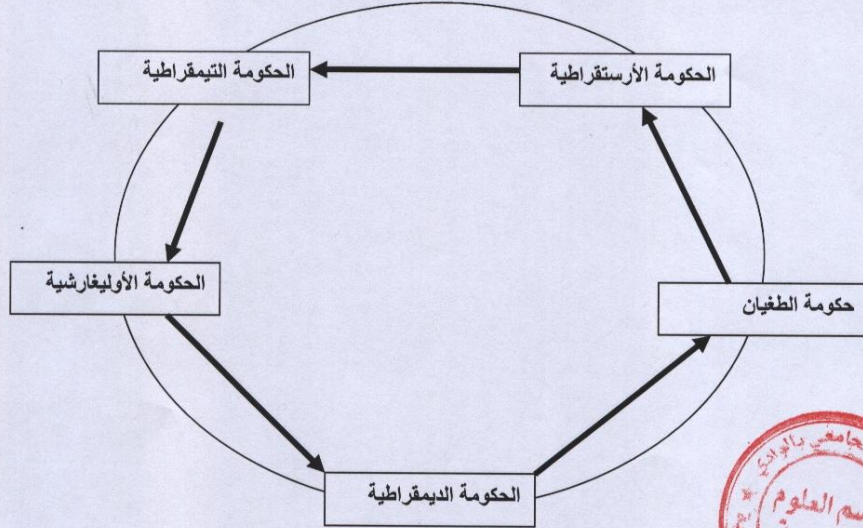 الحكومة الأرستقراطية
الحكومة التيمقراطية
الحكومة الأوليغارشية
حكومة الطغيان
الحكومة الديمقراطية
العلوم